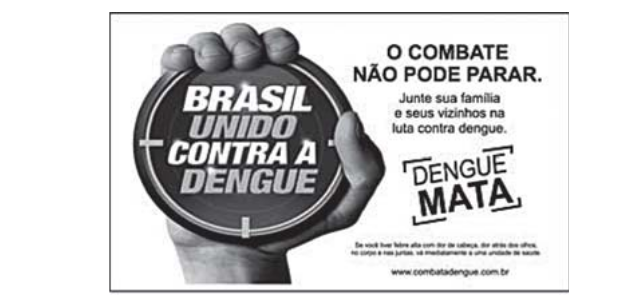 BRASIL
UNIDO
CONTRA A
DENGUE
O COMBATE
NÃO PODE PARAR.
Junte sua família
e seus vizinhos na
luta contra dengue.
DENGUE
MATA
Se você tiver febre alta com dor de cabeça, dor atrás dos olhos,
no corpo e nas juntas, vá imediatamente a uma unidade de saúde.
www.combatadengue.com.br